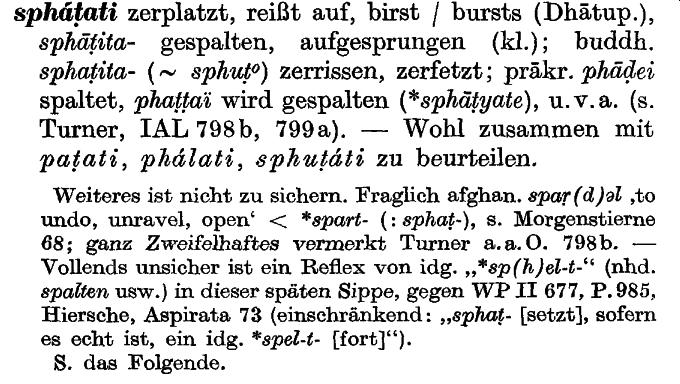 spháṭati zerplatzt, reißt auf, birst / bursts (Dhātup.),
sphāṭita- gespalten, aufgesprungen (kl.); buddh.
sphaṭita- (~ sphuṭº) zerrissen, zerfetzt; prākr. phāḍei
spaltet, phaṭṭaï wird gespalten (*sphāṭyate), u. v. a. (s.
Turner, IAL 798b, 799a). — Wohl zusammen mit
paṭati, phálati, sphuṭáti zu beurteilen.
Weiteres ist nicht zu sichern. Fraglich afghan. spaṛ(d)əl ‚to
undo, unravel, open‘ < *spart- (: sphaṭ-), s. Morgenstierne
68; ganz Zweifelhaftes vermerkt Turner a. a. O. 798b. —
Vollends unsicher ist ein Reflex von idg. „*sp(h)el-t-“ (nhd.
spalten usw.) in dieser späten Sippe, gegen WP II 677, P. 985,
Hiersche, Aspirata 73 (einschränkend: „sphaṭ- [setzt], sofern
es echt ist, ein idg. *spel-t- [fort]“).
S. das Folgende.